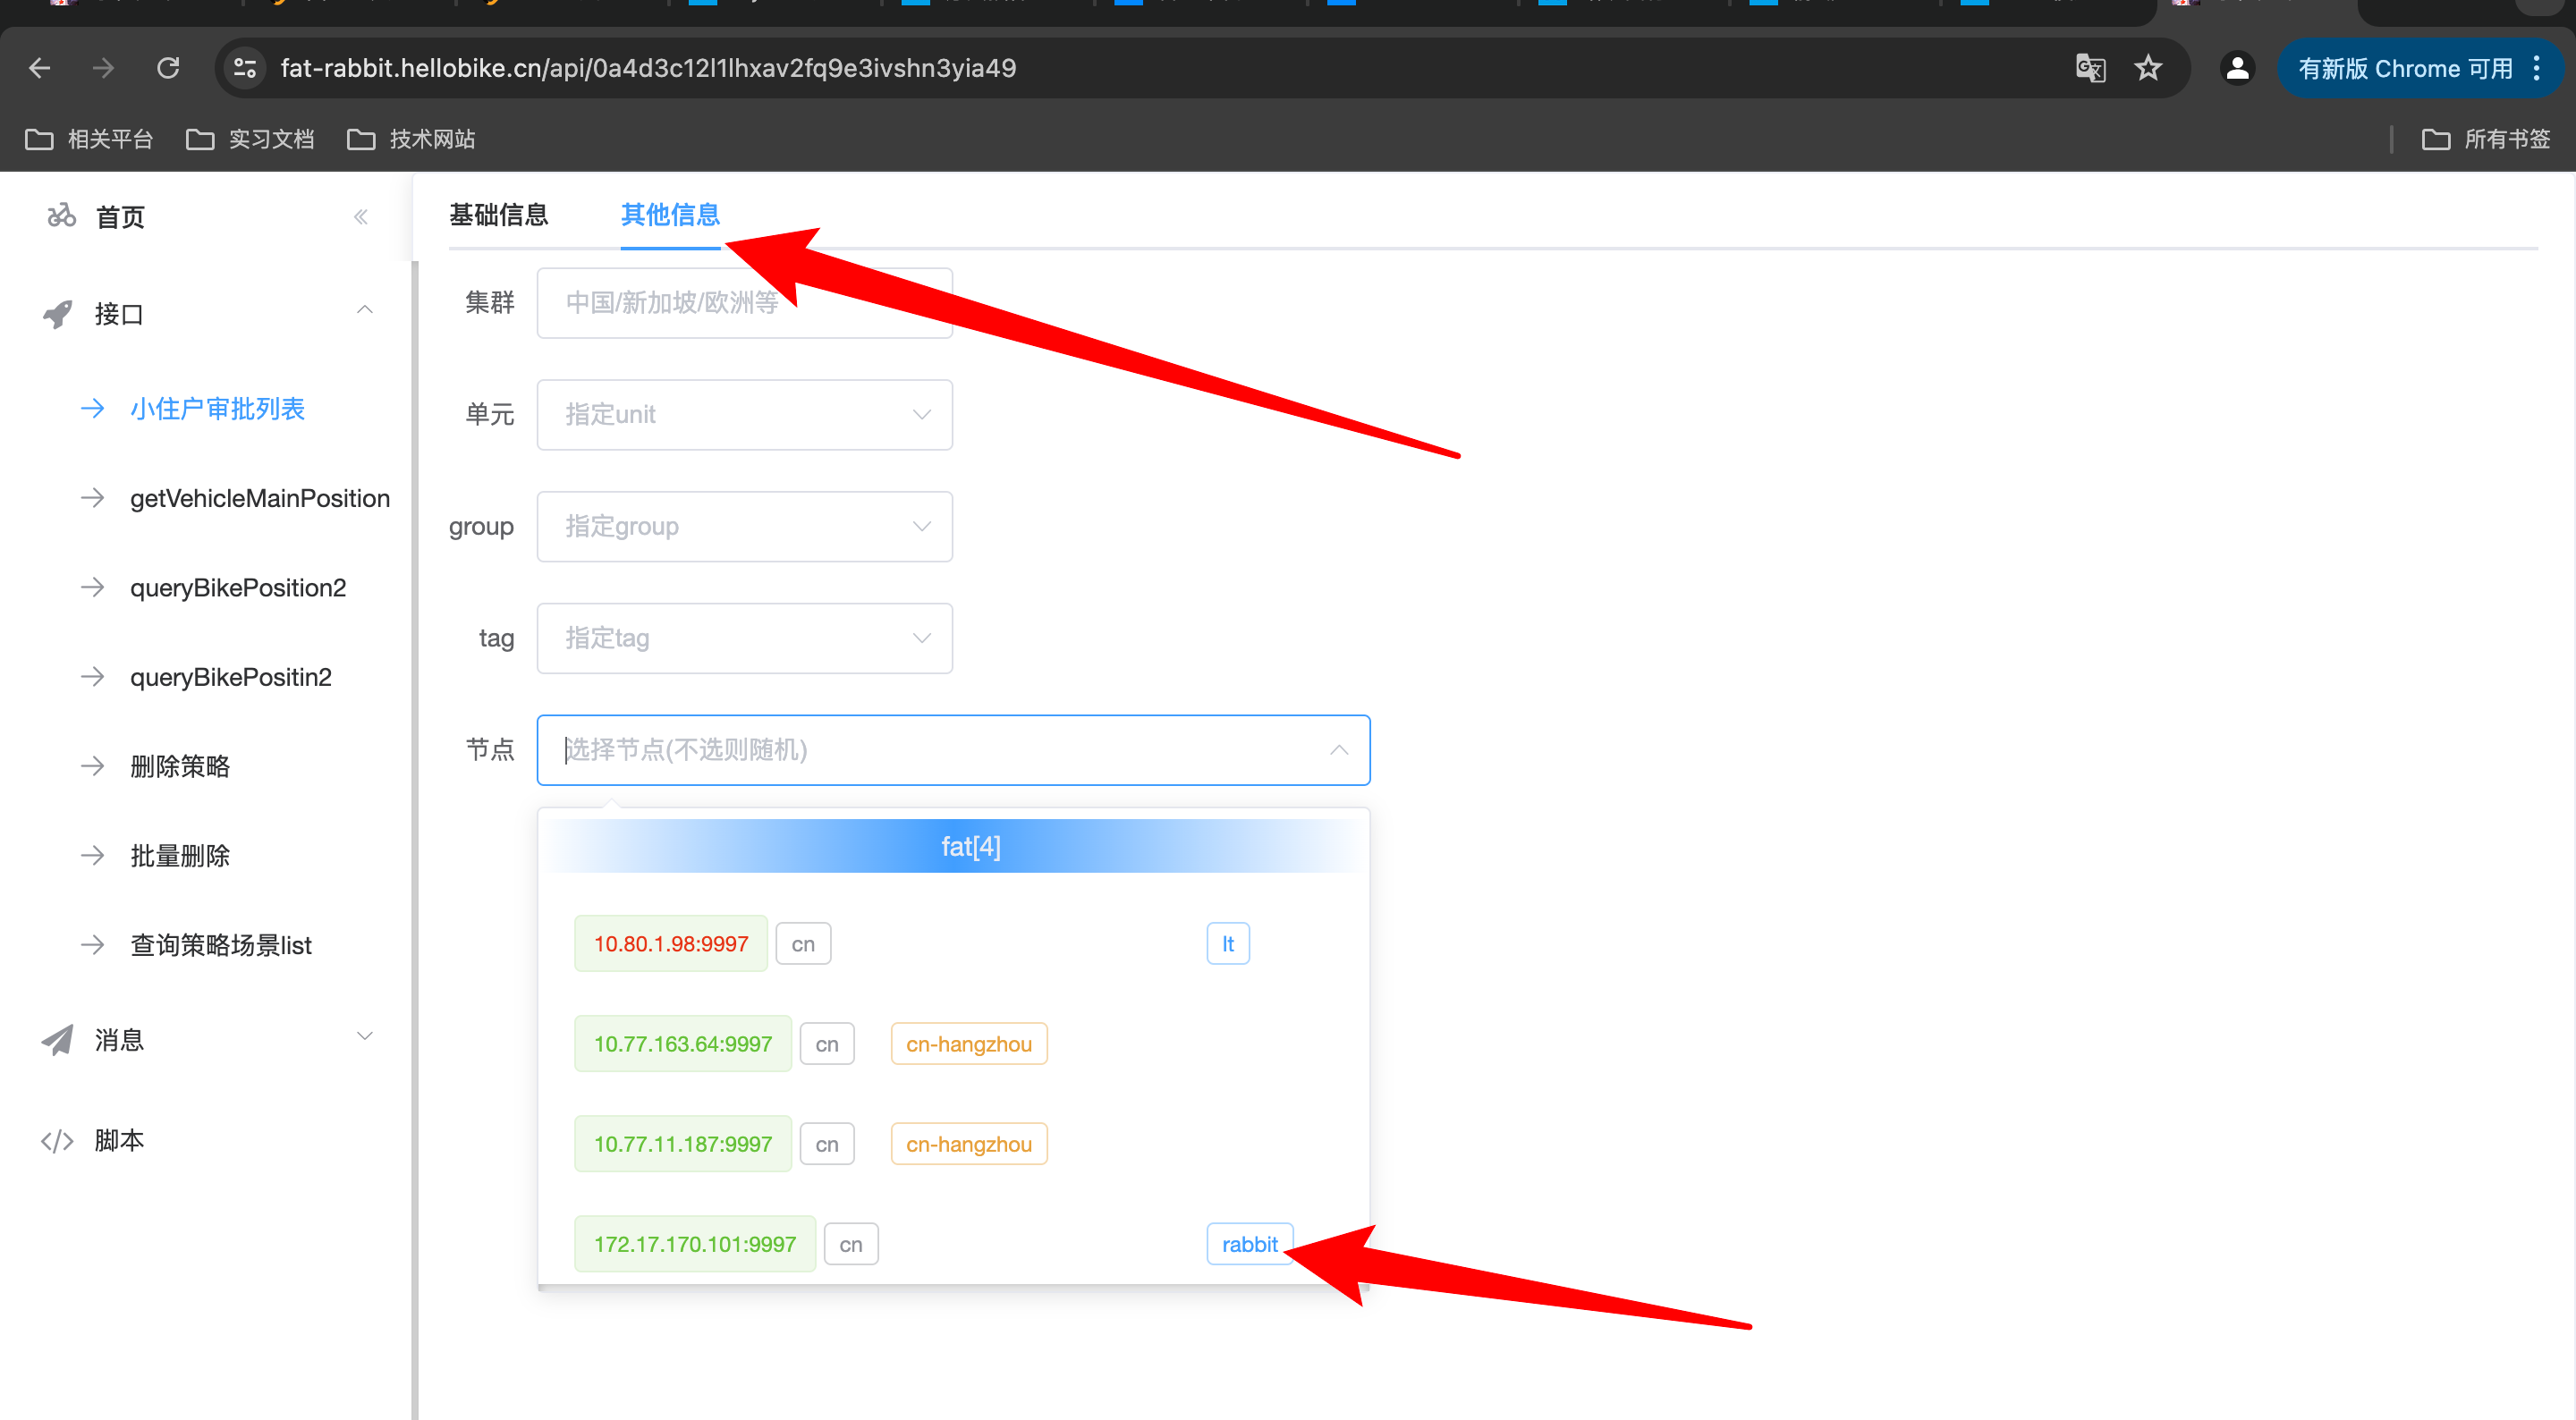 fat-rabbit.hellobike.cn/api/0a4d3c12l1lhxav2fq9e3ivshn3yia49
有新版 Chrome 可用
相关平台
实习文档
技术网站
所有书签
首页
接口
小住户审批列表
getVehicleMainPosition
queryBikePosition2
queryBikePositin2
删除策略
批量删除
查询策略场景list
消息
脚本
基础信息
其他信息
集群 中国/新加坡/欧洲等
单元 指定unit
group 指定group
tag 指定tag
节点 选择节点(不选则随机)
fat[4]
10.80.1.98:9997 cn lt
10.77.163.64:9997 cn cn-hangzhou
10.77.11.187:9997 cn cn-hangzhou
172.17.170.101:9997 cn rabbit